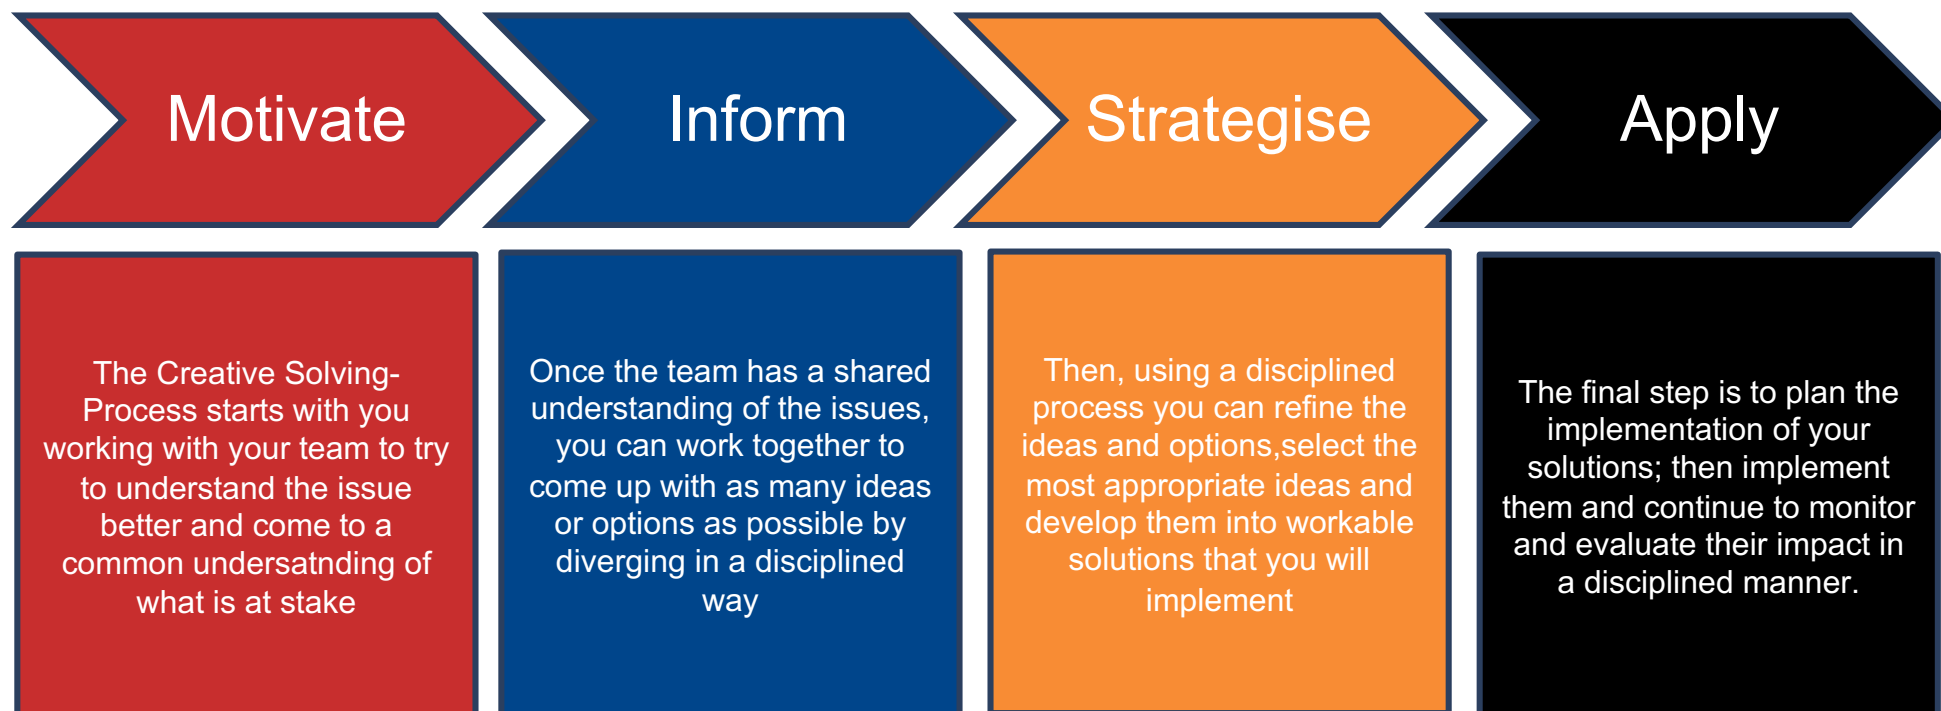 Motivate
Inform
Strategise
Apply
The Creative Solving-
Process starts with you
working with your team to try
to understand the issue
better and come to a
common undersatnding of
what is at stake
Once the team has a shared
understanding of the issues,
you can work together to
come up with as many ideas
or options as possible by
diverging in a disciplined
way
Then, using a disciplined
process you can refine the
ideas and options,select the
most appropriate ideas and
develop them into workable
solutions that you will
implement
The final step is to plan the
implementation of your
solutions; then implement
them and continue to monitor
and evaluate their impact in
a disciplined manner.